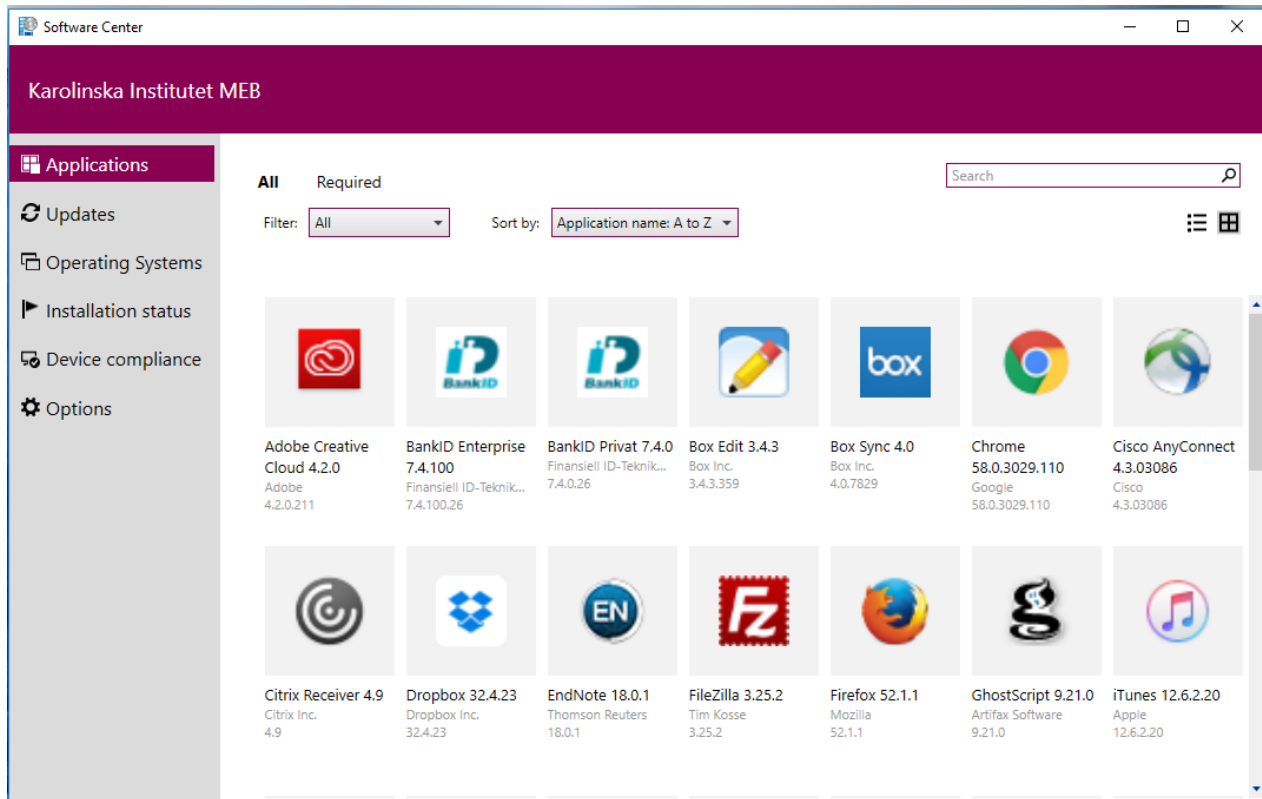 Software Center
Karolinska Institutet MEB
Applications
Updates
Operating Systems
Installation status
Device compliance
Options
All Required
Search
Filter: All Sort by: Application name: A to Z
BankID
BankID
box
Adobe Creative Cloud 4.2.0
Adobe
4.2.0.211
BankID Enterprise 7.4.100
Finansiell ID-Teknik...
7.4.100.26
BankID Privat 7.4.0
Finansiell ID-Teknik...
7.4.0.26
Box Edit 3.4.3
Box Inc.
3.4.3.359
Box Sync 4.0
Box Inc.
4.0.7829
Chrome
58.0.3029.110
Google
58.0.3029.110
Cisco AnyConnect
4.3.03086
Cisco
4.3.03086
EN
Fz
Citrix Receiver 4.9
Citrix Inc.
4.9
Dropbox 32.4.23
Dropbox Inc.
32.4.23
EndNote 18.0.1
Thomson Reuters
18.0.1
FileZilla 3.25.2
Tim Kosse
3.25.2
Firefox 52.1.1
Mozilla
52.1.1
GhostScript 9.21.0
Artifax Software
9.21.0
iTunes 12.6.2.20
Apple
12.6.2.20